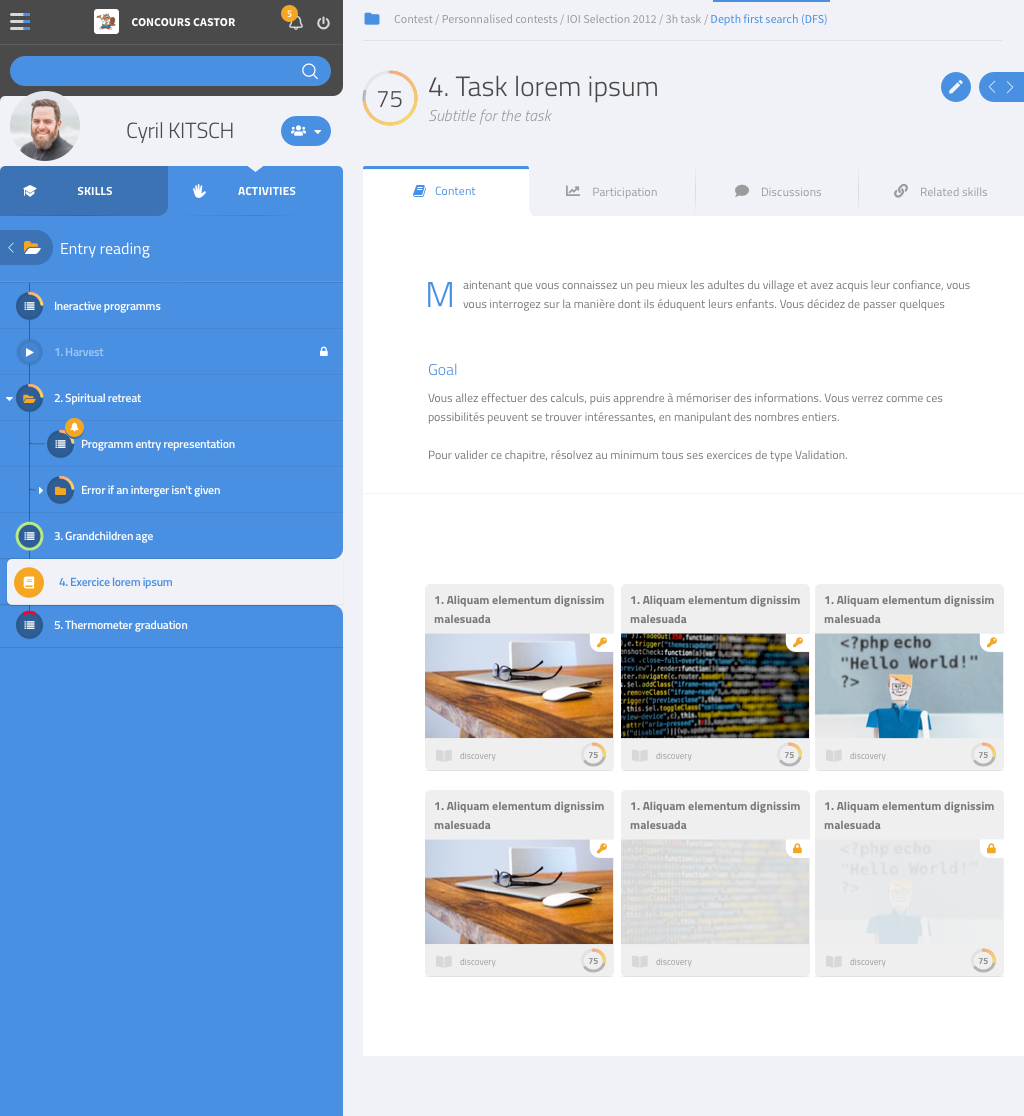 CONCOURS CASTOR
5
Cyril KITSCH
SKILLS
ACTIVITIES
Entry reading
Ineractive programms
1. Harvest
2. Spiritual retreat
Programm entry representation
Error if an interger isn't given
3. Grandchildren age
4. Exercice lorem ipsum
5. Thermometer graduation
Contest / Personnalised contests / IOI Selection 2012 / 3h task / Depth first search (DFS)
75
4. Task lorem ipsum
Subtitle for the task
Content
Participation
Discussions
Related skills
Maintenant que vous connaissez un peu mieux les adultes du village et avez acquis leur confiance, vous
vous interrogez sur la manière dont ils éduquent leurs enfants. Vous décidez de passer quelques
Goal
Vous allez effectuer des calculs, puis apprendre à mémoriser des informations. Vous verrez comme ces
possibilités peuvent se trouver intéressantes, en manipulant des nombres entiers.
Pour valider ce chapitre, résolvez au minimum tous ses exercices de type Validation.
1. Aliquam elementum dignissim
malesuada
discovery
75
1. Aliquam elementum dignissim
malesuada
discovery
75
1. Aliquam elementum dignissim
malesuada
<?php echo
"Hello World!"
?>
discovery
75
1. Aliquam elementum dignissim
malesuada
discovery
75
1. Aliquam elementum dignissim
malesuada
discovery
1. Aliquam elementum dignissim
malesuada
<?php echo
"Hello World!"
?>
discovery
75